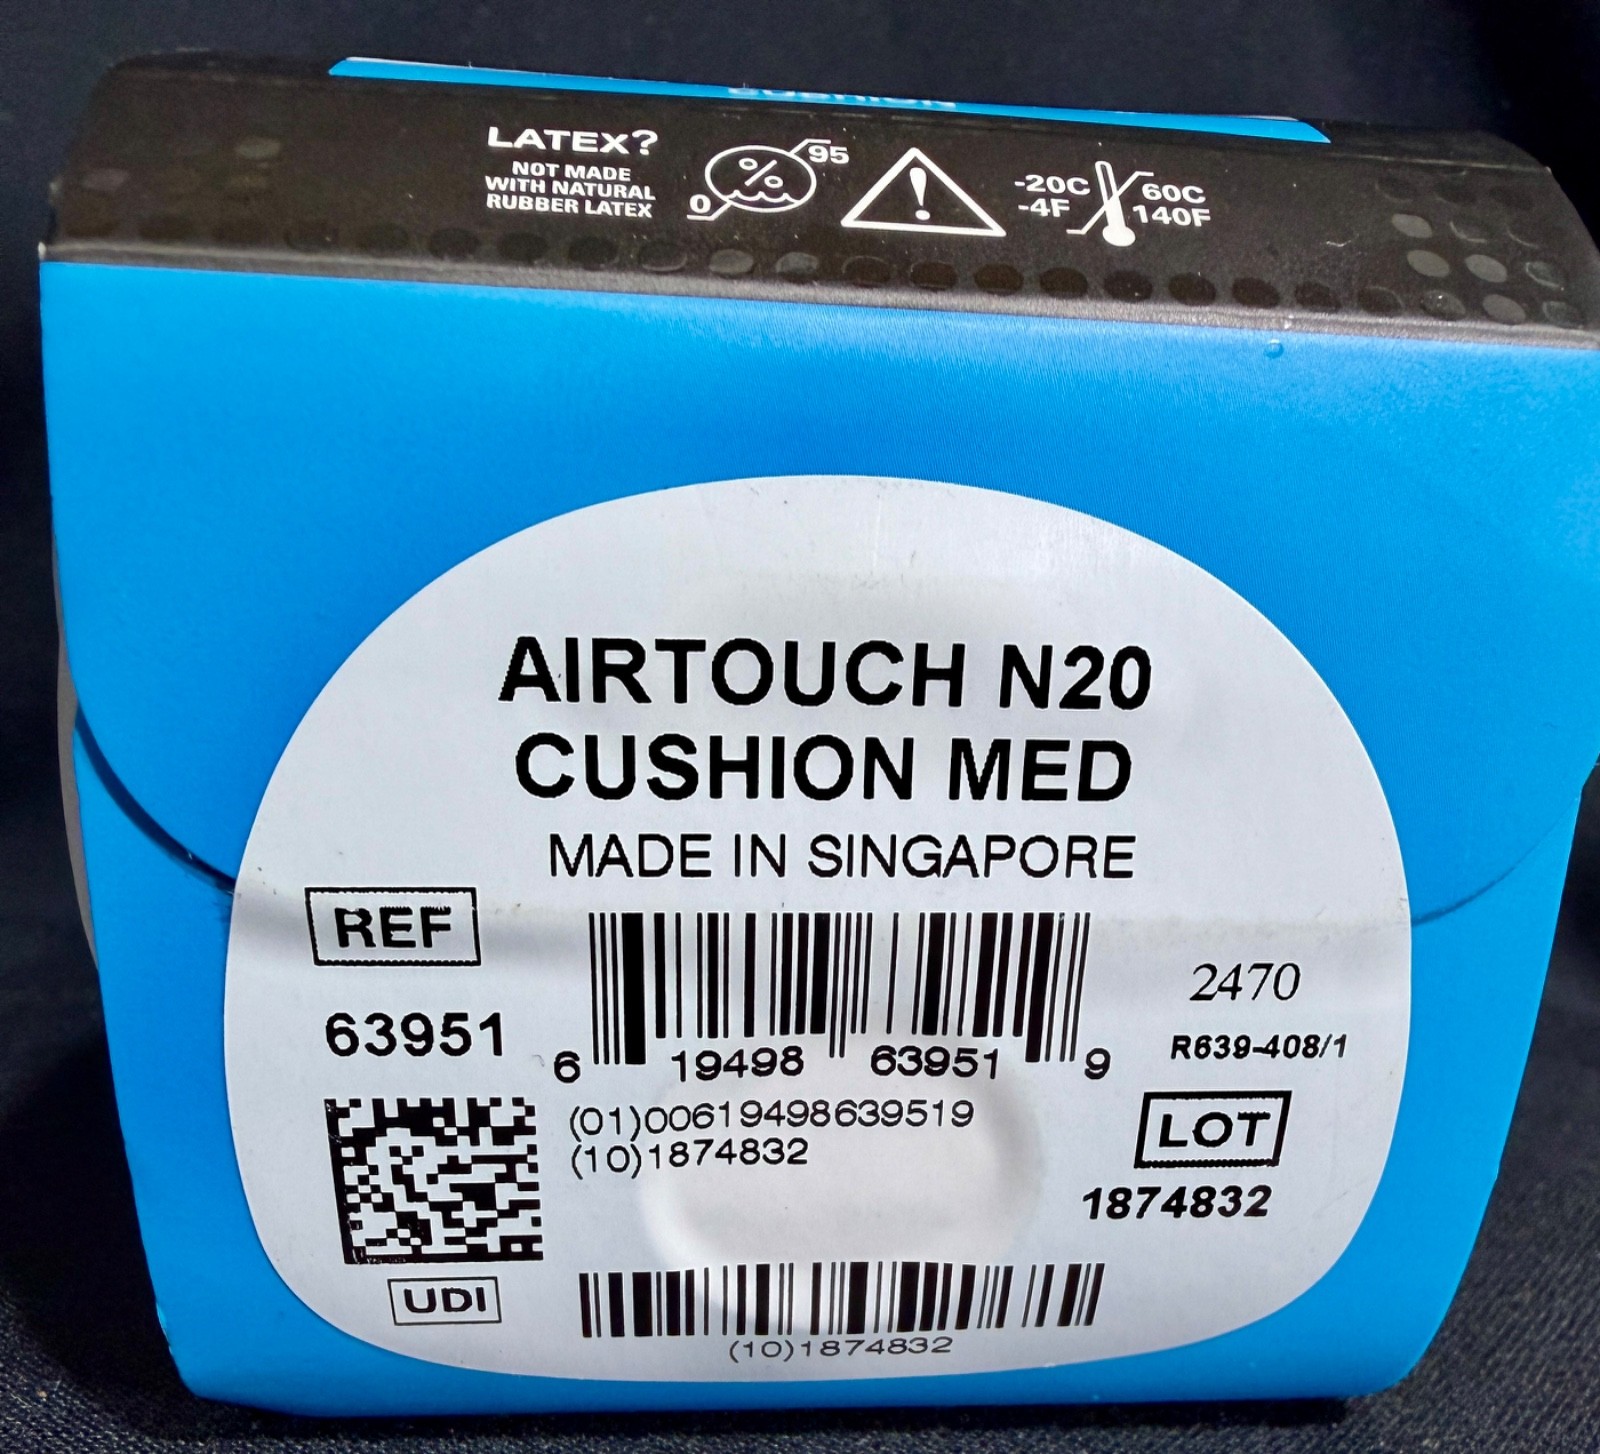 CUSHION
LATEX?
NOT MADE
WITH NATURAL
RUBBER LATEX
0 % 95
-20C 60C
-4F 140F
AIRTOUCH N20
CUSHION MED
MADE IN SINGAPORE
REF
63951
6 19498 63951 9
2470
R639-408/1
(01)00619498639519
(10)1874832
LOT
1874832
UDI
(10)1874832